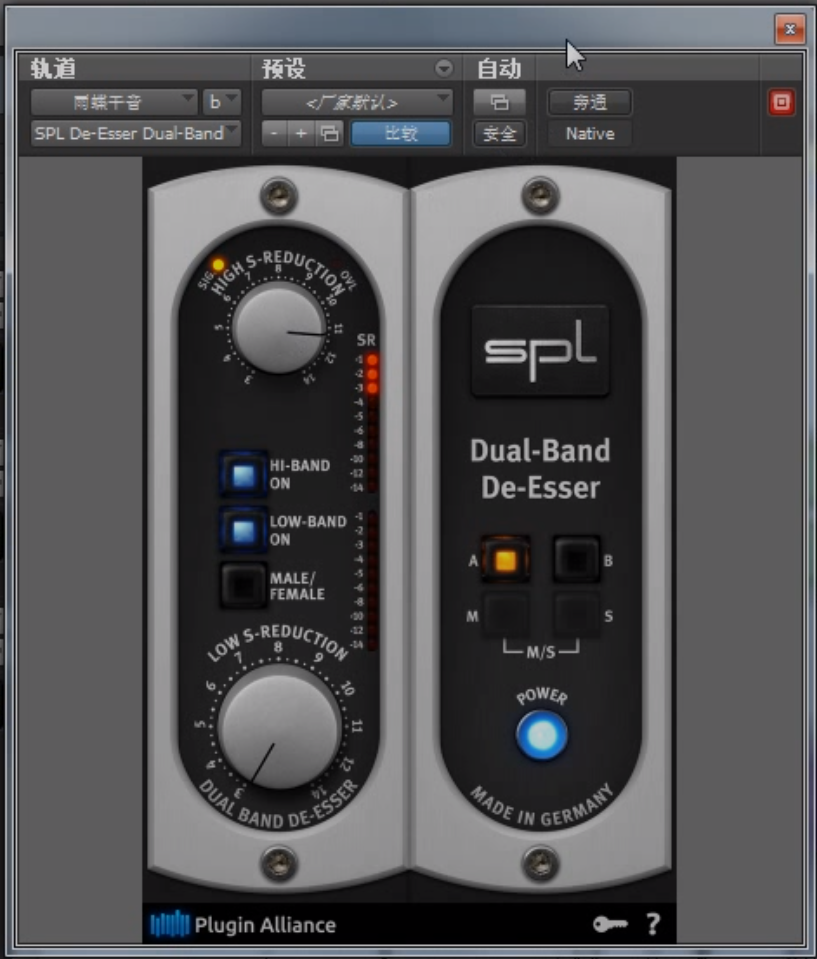 轨道 预设 自动
雨蝶干音 b <厂家默认> 旁通
SPL De-Esser Dual-Band - + 比较 安全 Native
SIG OVL
HIGH S-REDUCTION
3 4 5 6 7 8 9 10 11 12 14
SR
-1
-2
-3
-4
-5
-6
-8
-10
-12
-14
HI-BAND
ON
LOW-BAND
ON
MALE/
FEMALE
-1
-2
-3
-4
-5
-6
-8
-10
-12
-14
LOW S-REDUCTION
3 4 5 6 7 8 9 10 11 12 14
DUAL BAND DE-ESSER
spl
Dual-Band
De-Esser
A B
M S
M/S
POWER
MADE IN GERMANY
Plugin Alliance ?